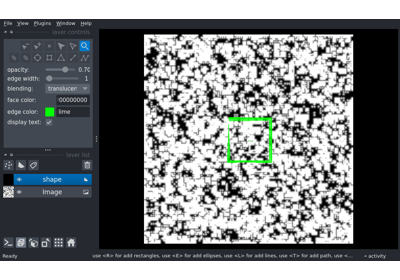 File View Plugins Window Help
layer controls
opacity: 0.70
edge width: 1
blending: translucen
face color: 00000000
edge color: lime
display text:
layer list
shape
Image
Ready use <R> for add rectangles, use <E> for add ellipses, use <L> for add lines, use <T> for add path, use <... activity